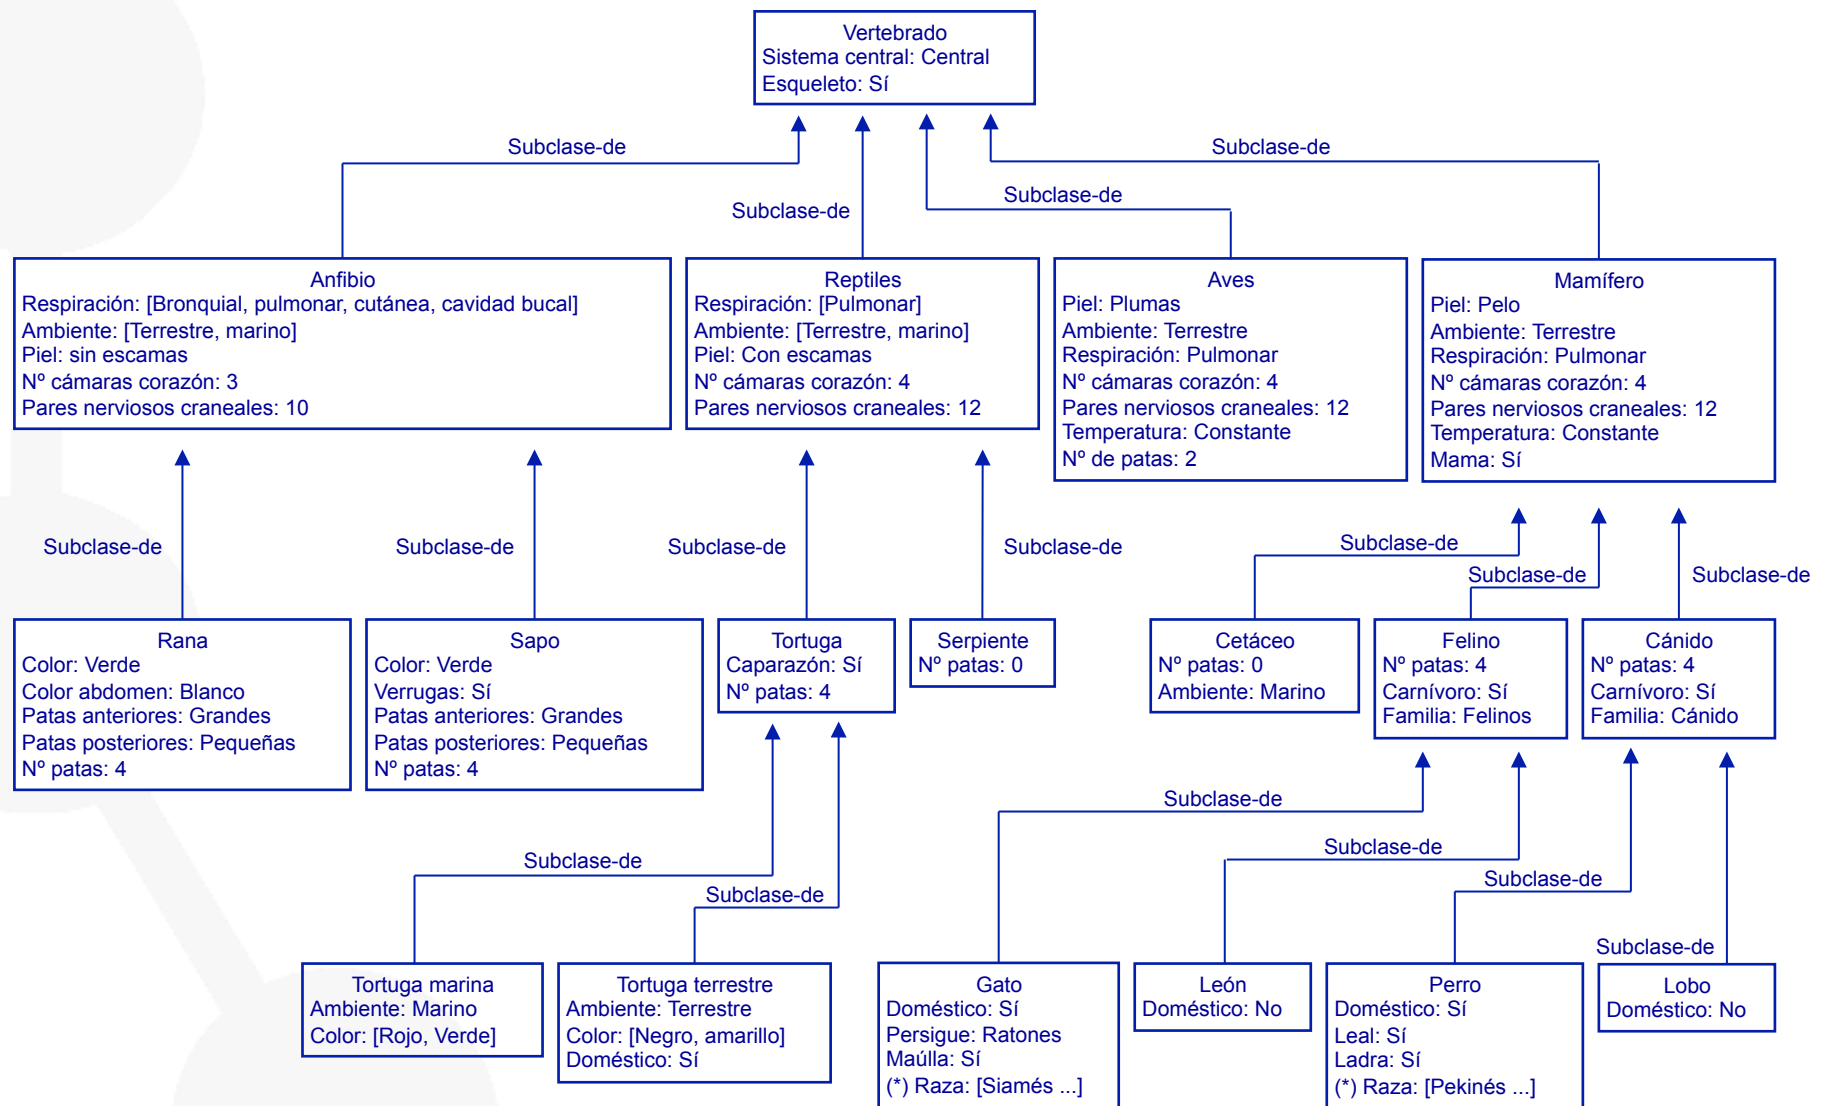 Vertebrado
Sistema central: Central
Esqueleto: Sí
Subclase-de
Subclase-de
Subclase-de
Subclase-de
Anfibio
Respiración: [Bronquial, pulmonar, cutánea, cavidad bucal]
Ambiente: [Terrestre, marino]
Piel: sin escamas
Nº cámaras corazón: 3
Pares nerviosos craneales: 10
Reptiles
Respiración: [Pulmonar]
Ambiente: [Terrestre, marino]
Piel: Con escamas
Nº cámaras corazón: 4
Pares nerviosos craneales: 12
Aves
Piel: Plumas
Ambiente: Terrestre
Respiración: Pulmonar
Nº cámaras corazón: 4
Pares nerviosos craneales: 12
Temperatura: Constante
Nº de patas: 2
Mamífero
Piel: Pelo
Ambiente: Terrestre
Respiración: Pulmonar
Nº cámaras corazón: 4
Pares nerviosos craneales: 12
Temperatura: Constante
Mama: Sí
Subclase-de
Subclase-de
Subclase-de
Subclase-de
Subclase-de
Subclase-de
Subclase-de
Rana
Color: Verde
Color abdomen: Blanco
Patas anteriores: Grandes
Patas posteriores: Pequeñas
Nº patas: 4
Sapo
Color: Verde
Verrugas: Sí
Patas anteriores: Grandes
Patas posteriores: Pequeñas
Nº patas: 4
Tortuga
Caparazón: Sí
Nº patas: 4
Serpiente
Nº patas: 0
Cetáceo
Nº patas: 0
Ambiente: Marino
Felino
Nº patas: 4
Carnívoro: Sí
Familia: Felinos
Cánido
Nº patas: 4
Carnívoro: Sí
Familia: Cánido
Subclase-de
Subclase-de
Subclase-de
Subclase-de
Subclase-de
Subclase-de
Tortuga marina
Ambiente: Marino
Color: [Rojo, Verde]
Tortuga terrestre
Ambiente: Terrestre
Color: [Negro, amarillo]
Doméstico: Sí
Gato
Doméstico: Sí
Persigue: Ratones
Maúlla: Sí
(*) Raza: [Siamés ...]
León
Doméstico: No
Perro
Doméstico: Sí
Leal: Sí
Ladra: Sí
(*) Raza: [Pekinés ...]
Lobo
Doméstico: No